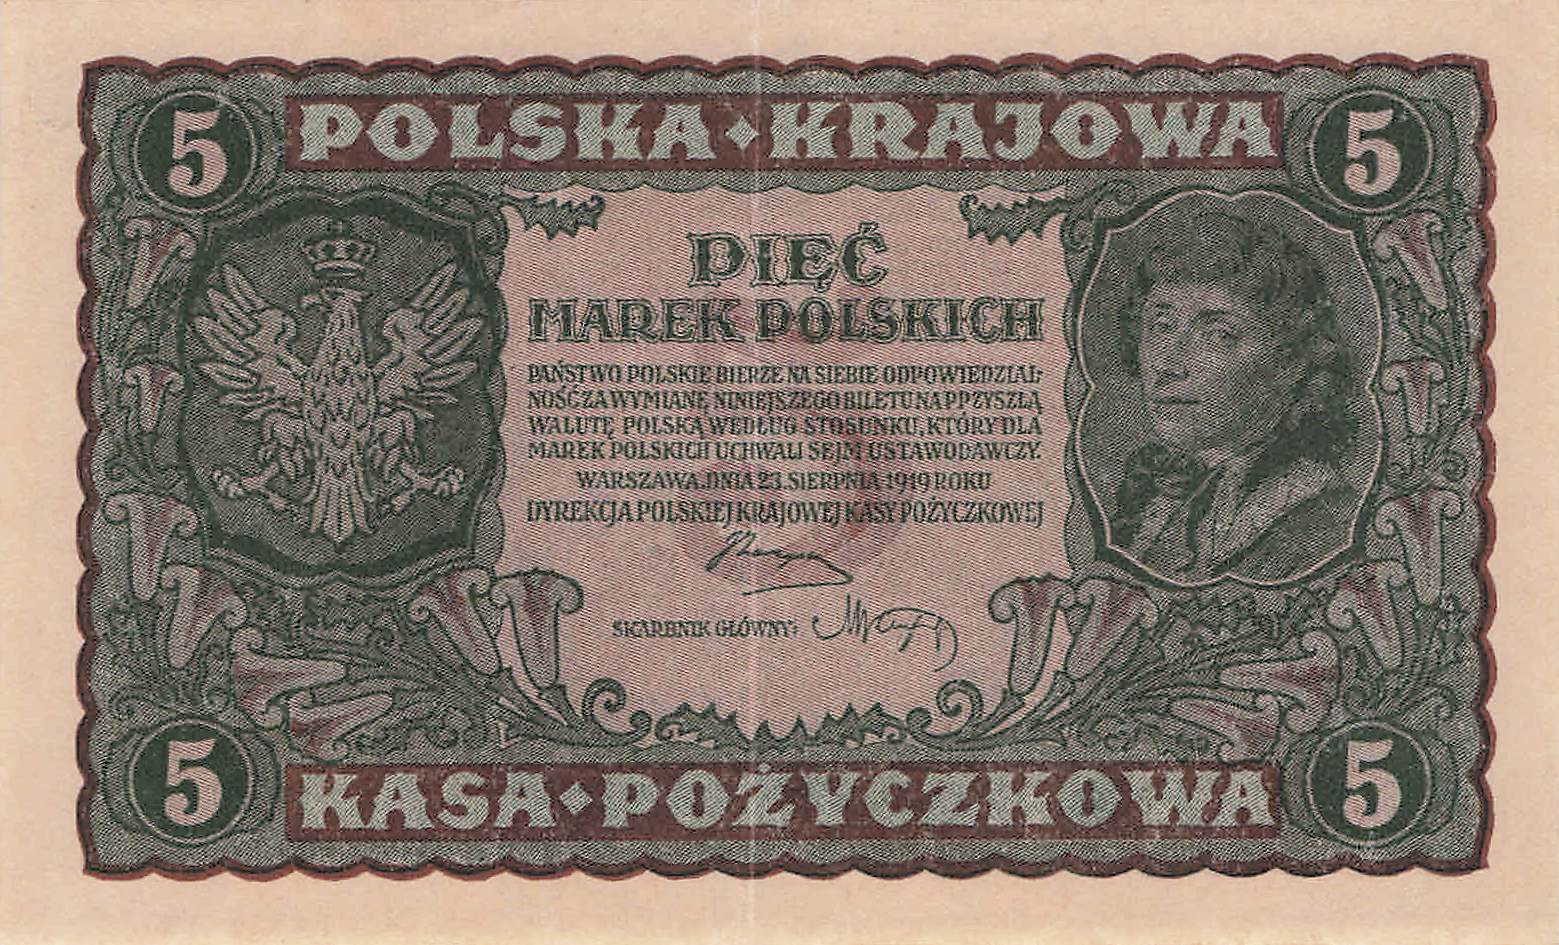 5 POLSKA◆KRAJOWA 5
PIĘĆ
MAREK POLSKICH
PAŃSTWO POLSKIE BIERZE NA SIEBIE ODPOWIEDZIAL-
NOŚĆ ZA WYMIANĘ NINIEJSZEGO BILETU NA PRZYSZŁĄ
WALUTĘ POLSKĄ WEDŁUG STOSUNKU, KTÓRY DLA
MAREK POLSKICH UCHWALI SEJM USTAWODAWCZY.
WARSZAWA, DNIA 23. SIERPNIA 1919 ROKU
DYREKCJA POLSKIEJ KRAJOWEJ KASY POŻYCZKOWEJ
SKARBNIK GŁÓWNY:
5 KASA◆POŻYCZKOWA 5